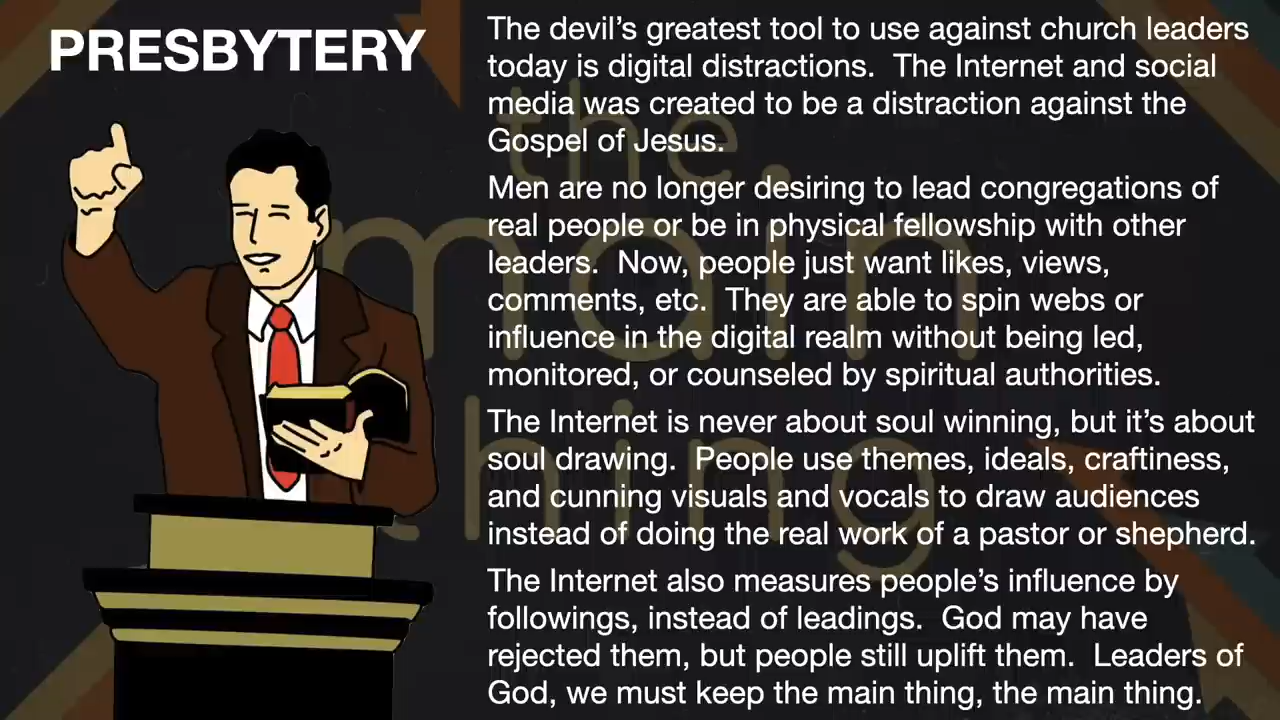 PRESBYTERY
The devil’s greatest tool to use against church leaders
today is digital distractions.  The Internet and social
media was created to be a distraction against the
Gospel of Jesus.
Men are no longer desiring to lead congregations of
real people or be in physical fellowship with other
leaders.  Now, people just want likes, views,
comments, etc.  They are able to spin webs or
influence in the digital realm without being led,
monitored, or counseled by spiritual authorities.
The Internet is never about soul winning, but it’s about
soul drawing.  People use themes, ideals, craftiness,
and cunning visuals and vocals to draw audiences
instead of doing the real work of a pastor or shepherd.
The Internet also measures people’s influence by
followings, instead of leadings.  God may have
rejected them, but people still uplift them.  Leaders of
God, we must keep the main thing, the main thing.
the
main
thing